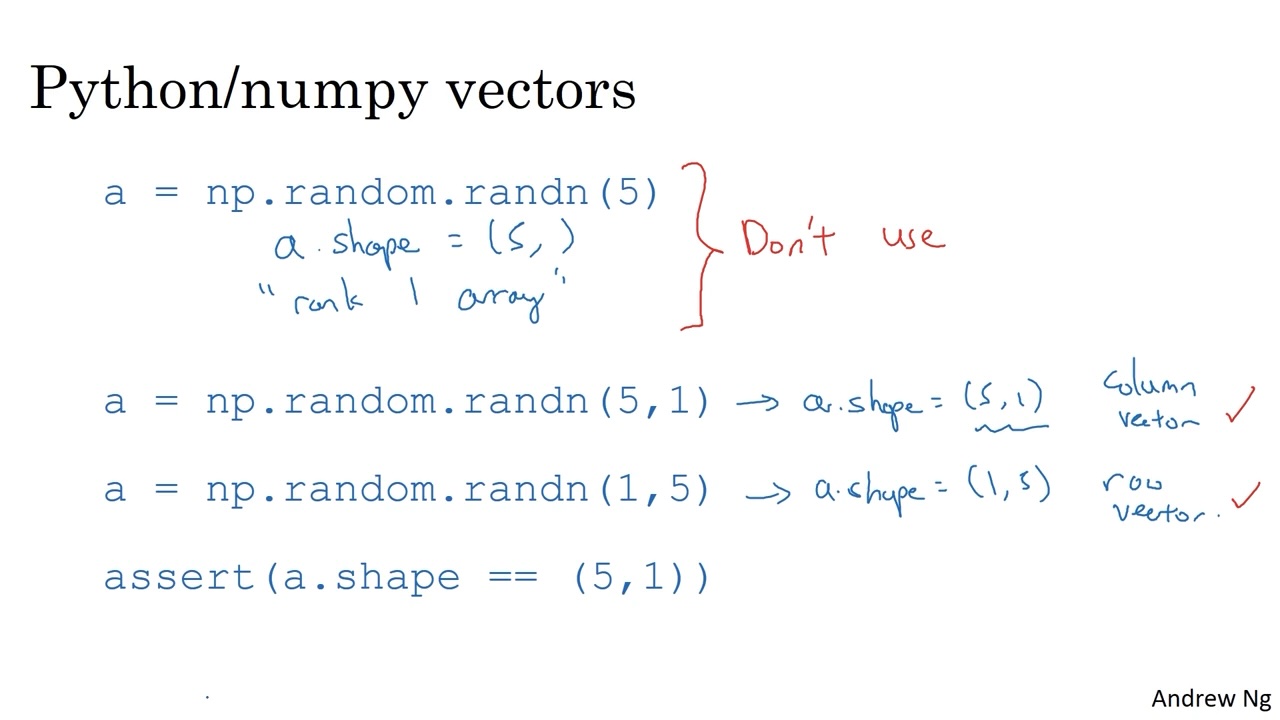 Python/numpy vectors
a = np.random.randn(5)
a.shape = (5,)
"rank 1 array"
Don't use
a = np.random.randn(5,1) → a.shape = (5,1) column vector ✓
a = np.random.randn(1,5) → a.shape = (1,5) row vector. ✓
assert(a.shape == (5,1))
Andrew Ng